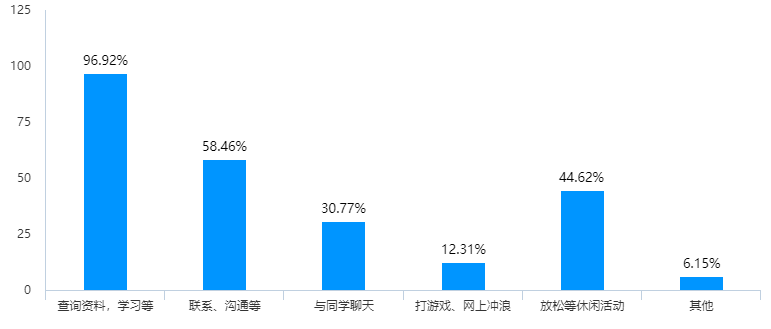 125
100
75
50
25
0
96.92%
58.46%
30.77%
12.31%
44.62%
6.15%
查询资料，学习等
联系、沟通等
与同学聊天
打游戏、网上冲浪
放松等休闲活动
其他